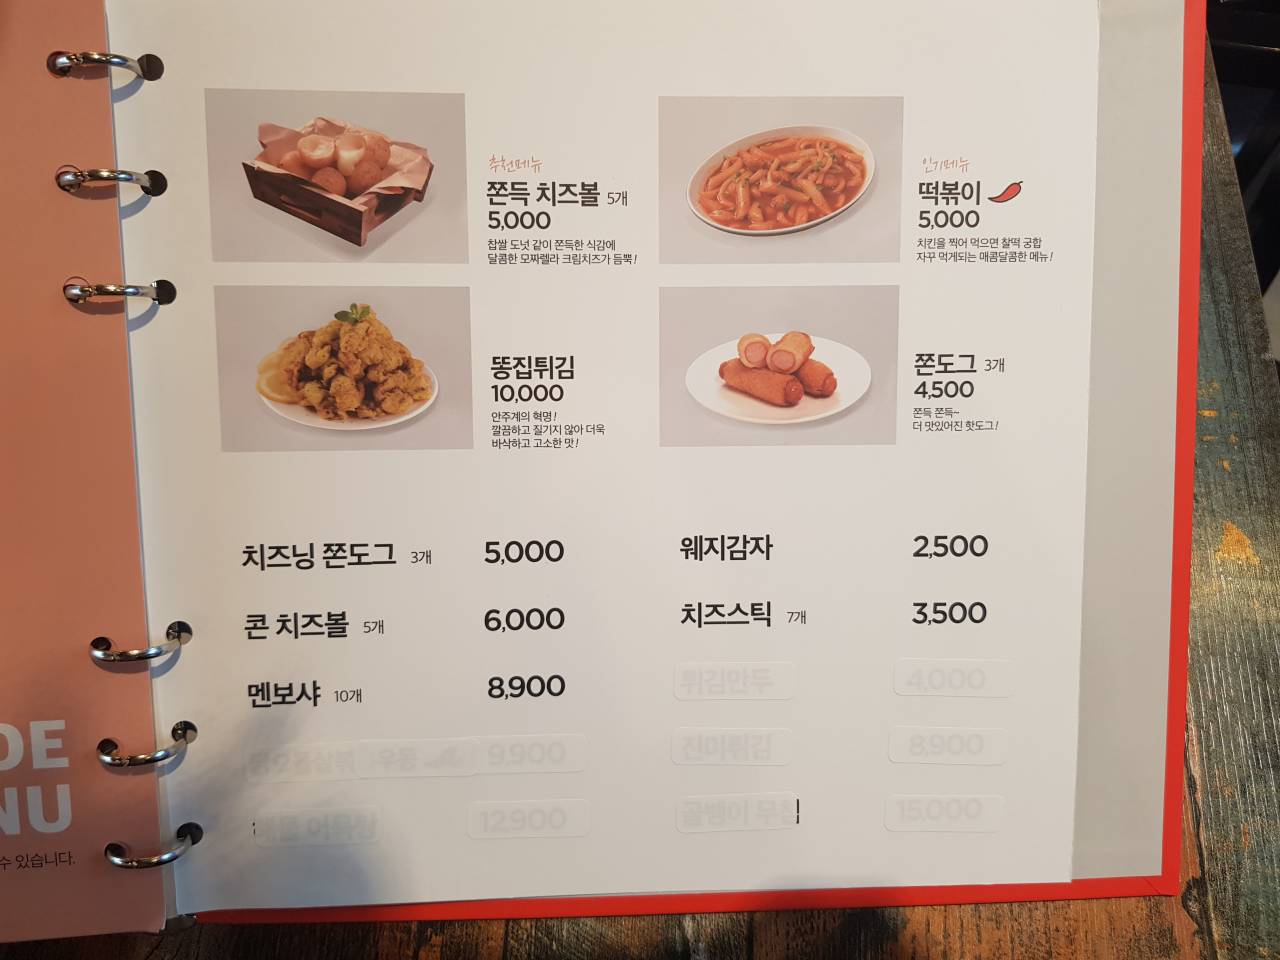 추천메뉴
쫀득 치즈볼 5개
5,000
찹쌀 도넛 같이 쫀득한 식감에
달콤한 모짜렐라 크림치즈가 듬뿍!
인기메뉴
떡볶이
5,000
치킨을 찍어 먹으면 찰떡 궁합
자꾸 먹게되는 매콤달콤한 메뉴!
똥집튀김
10,000
안주계의 혁명!
깔끔하고 질기지 않아 더욱
바삭하고 고소한 맛!
쫀도그 3개
4,500
쫀득 쫀득~
더 맛있어진 핫도그!
치즈닝 쫀도그 3개 5,000
콘 치즈볼 5개 6,000
멘보샤 10개 8,900
우동 9,900
12,900
웨지감자 2,500
치즈스틱 7개 3,500
튀김만두 4,000
진미튀김 8,900
골뱅이 무침 15,000
DE
NU
수 있습니다.